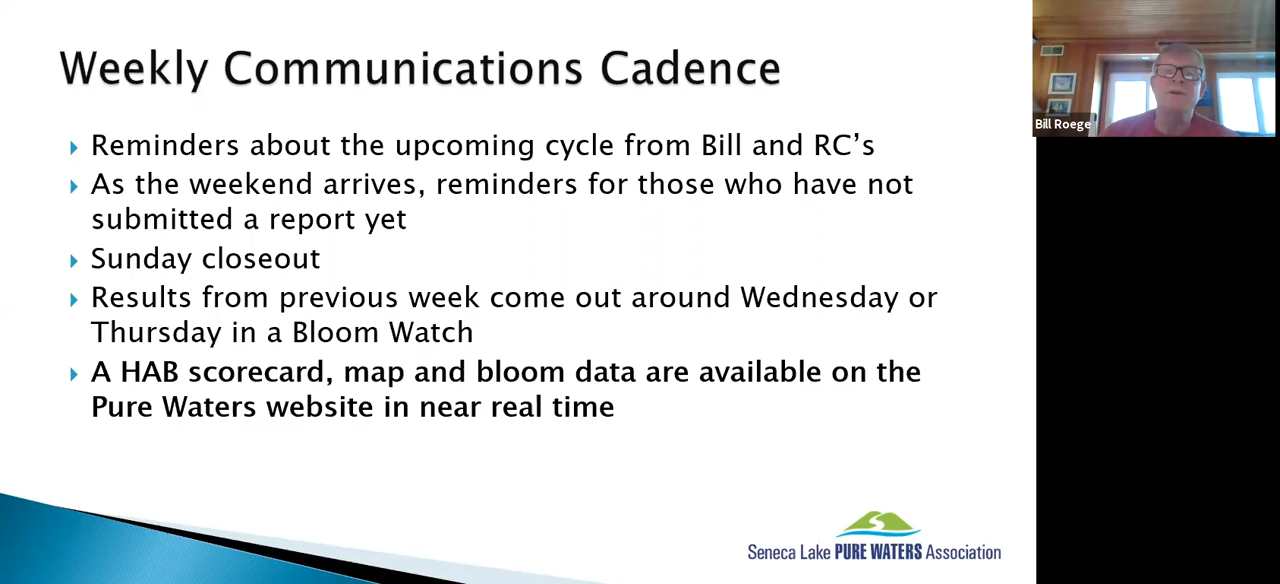 Weekly Communications Cadence
Reminders about the upcoming cycle from Bill and RC's
As the weekend arrives, reminders for those who have not
submitted a report yet
Sunday closeout
Results from previous week come out around Wednesday or
Thursday in a Bloom Watch
A HAB scorecard, map and bloom data are available on the
Pure Waters website in near real time
Seneca Lake PURE WATERS Association
Bill Roege